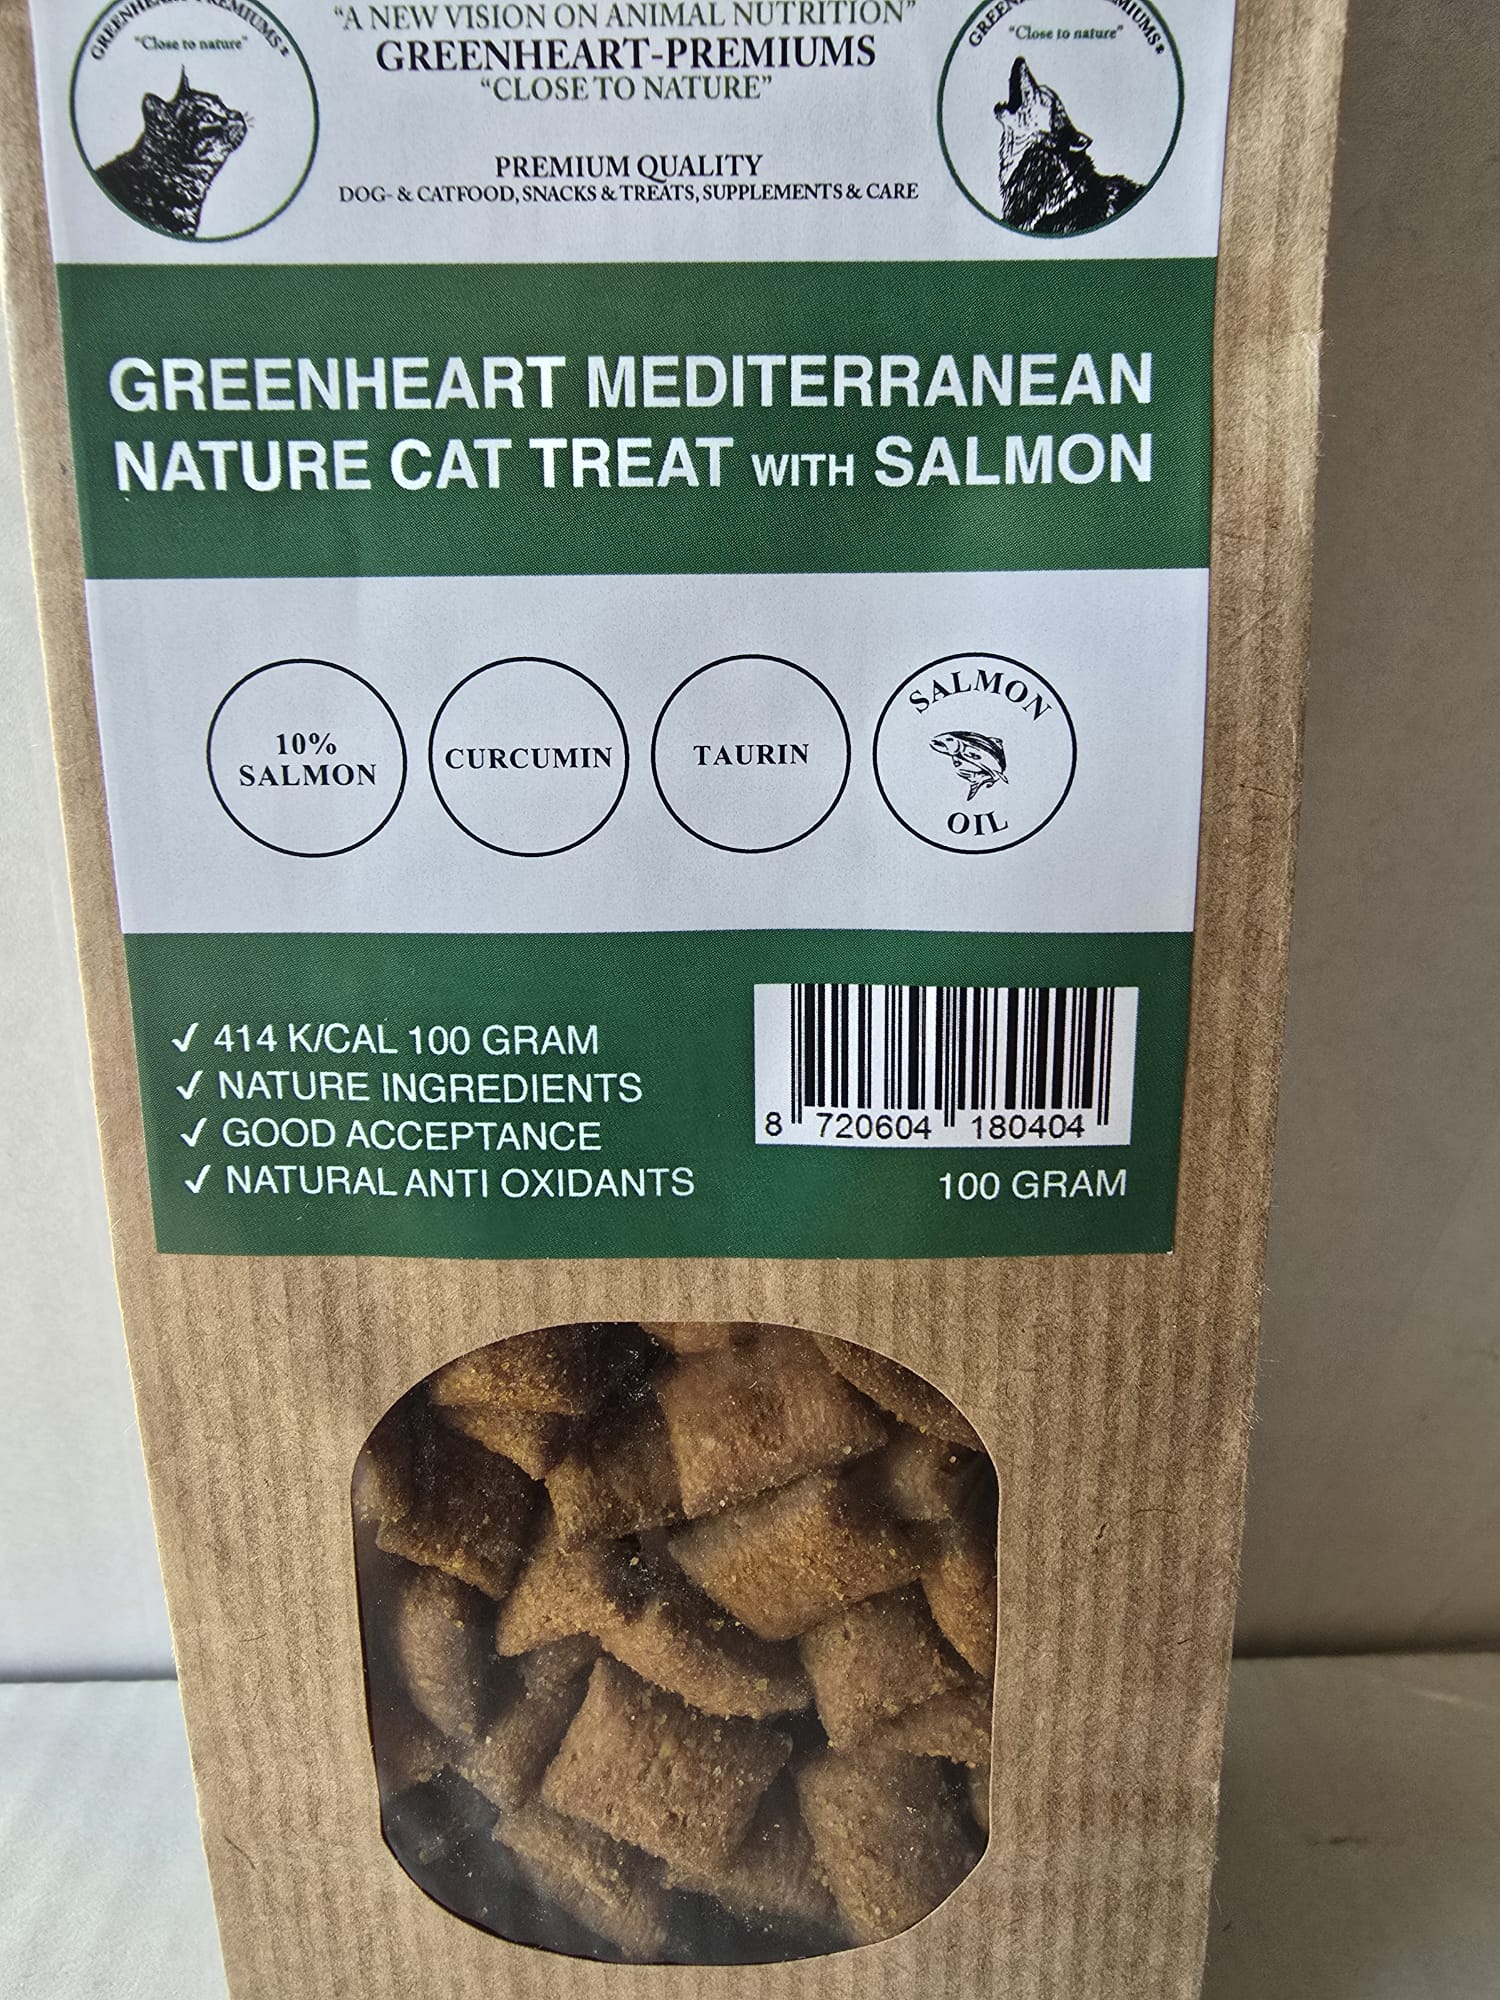 "Close to nature"
"A NEW VISION ON ANIMAL NUTRITION"
GREENHEART-PREMIUMS
"CLOSE TO NATURE"
PREMIUM QUALITY
DOG- & CATFOOD, SNACKS & TREATS, SUPPLEMENTS & CARE
"Close to nature"
GREENHEART MEDITERRANEAN
NATURE CAT TREAT WITH SALMON
10%
SALMON
CURCUMIN
TAURIN
SALMON
OIL
✓ 414 K/CAL 100 GRAM
✓ NATURE INGREDIENTS
✓ GOOD ACCEPTANCE
✓ NATURAL ANTI OXIDANTS
8 720604 180404
100 GRAM